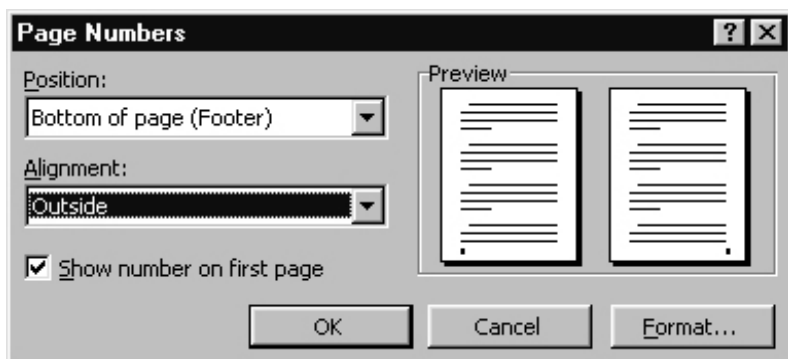 Page Numbers
Position:
Bottom of page (Footer)
Alignment:
Outside
Show number on first page
Preview
OK
Cancel
Format...